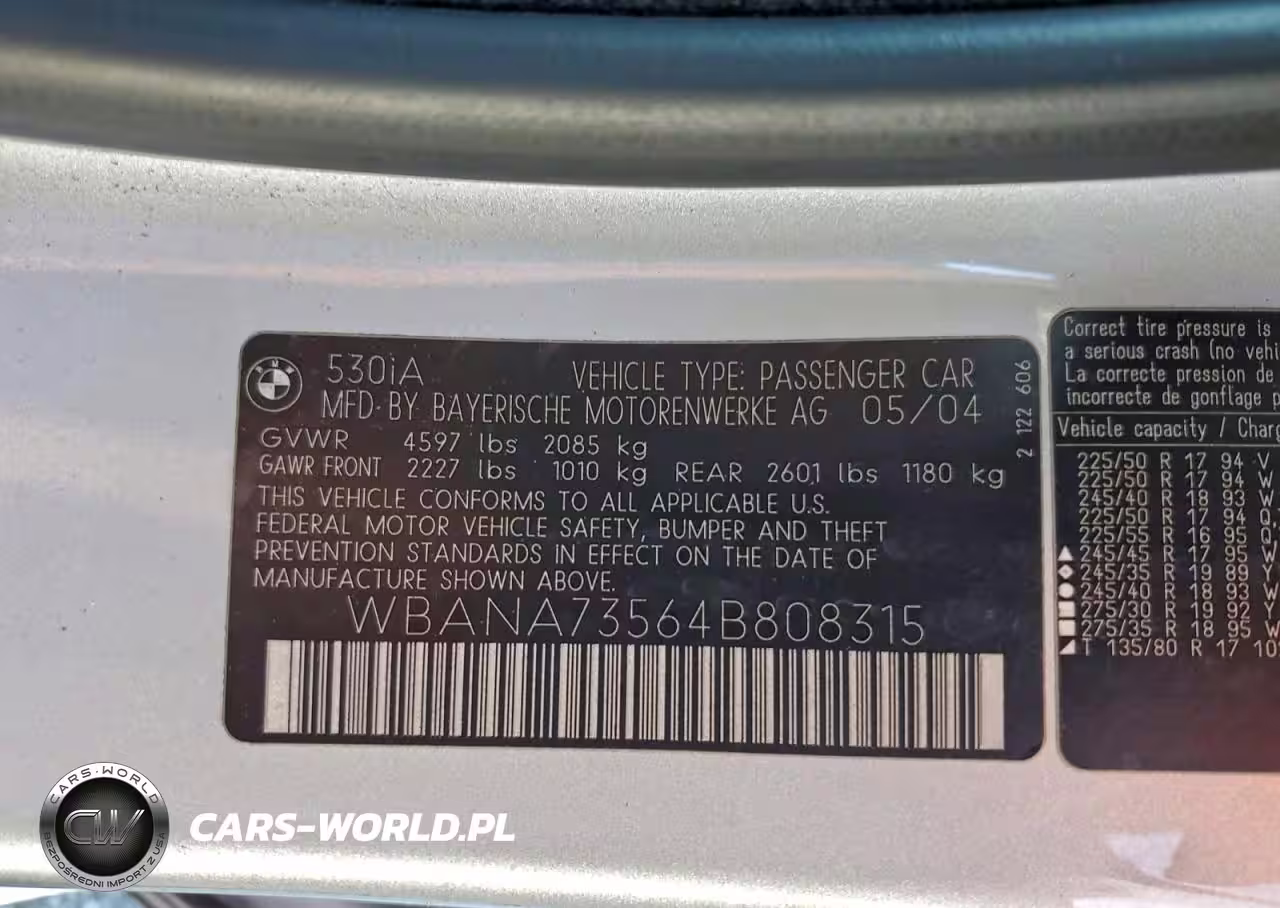 BMW
530iA VEHICLE TYPE: PASSENGER CAR
MFD. BY BAYERISCHE MOTORENWERKE AG 05/04
GVWR 4597 lbs 2085 kg
GAWR FRONT 2227 lbs 1010 kg REAR 2601 lbs 1180 kg
THIS VEHICLE CONFORMS TO ALL APPLICABLE U.S.
FEDERAL MOTOR VEHICLE SAFETY, BUMPER AND THEFT
PREVENTION STANDARDS IN EFFECT ON THE DATE OF
MANUFACTURE SHOWN ABOVE.
WBANA73564B808315
2 122 606
Correct tire pressure is
a serious crash (no vehi
La correcte pression de
incorrecte de gonflage p
Vehicle capacity / Charg
225/50 R 17 94 V
225/50 R 17 94 W
245/40 R 18 93 W
225/50 R 17 94 Q
225/55 R 16 95 Q
245/45 R 17 95 W
245/35 R 19 89 Y
245/40 R 18 93 W
275/30 R 19 92 Y
275/35 R 18 95 W
T 135/80 R 17 10
CARS-WORLD
CW
BEZPOŚREDNI IMPORT Z USA
CARS-WORLD.PL